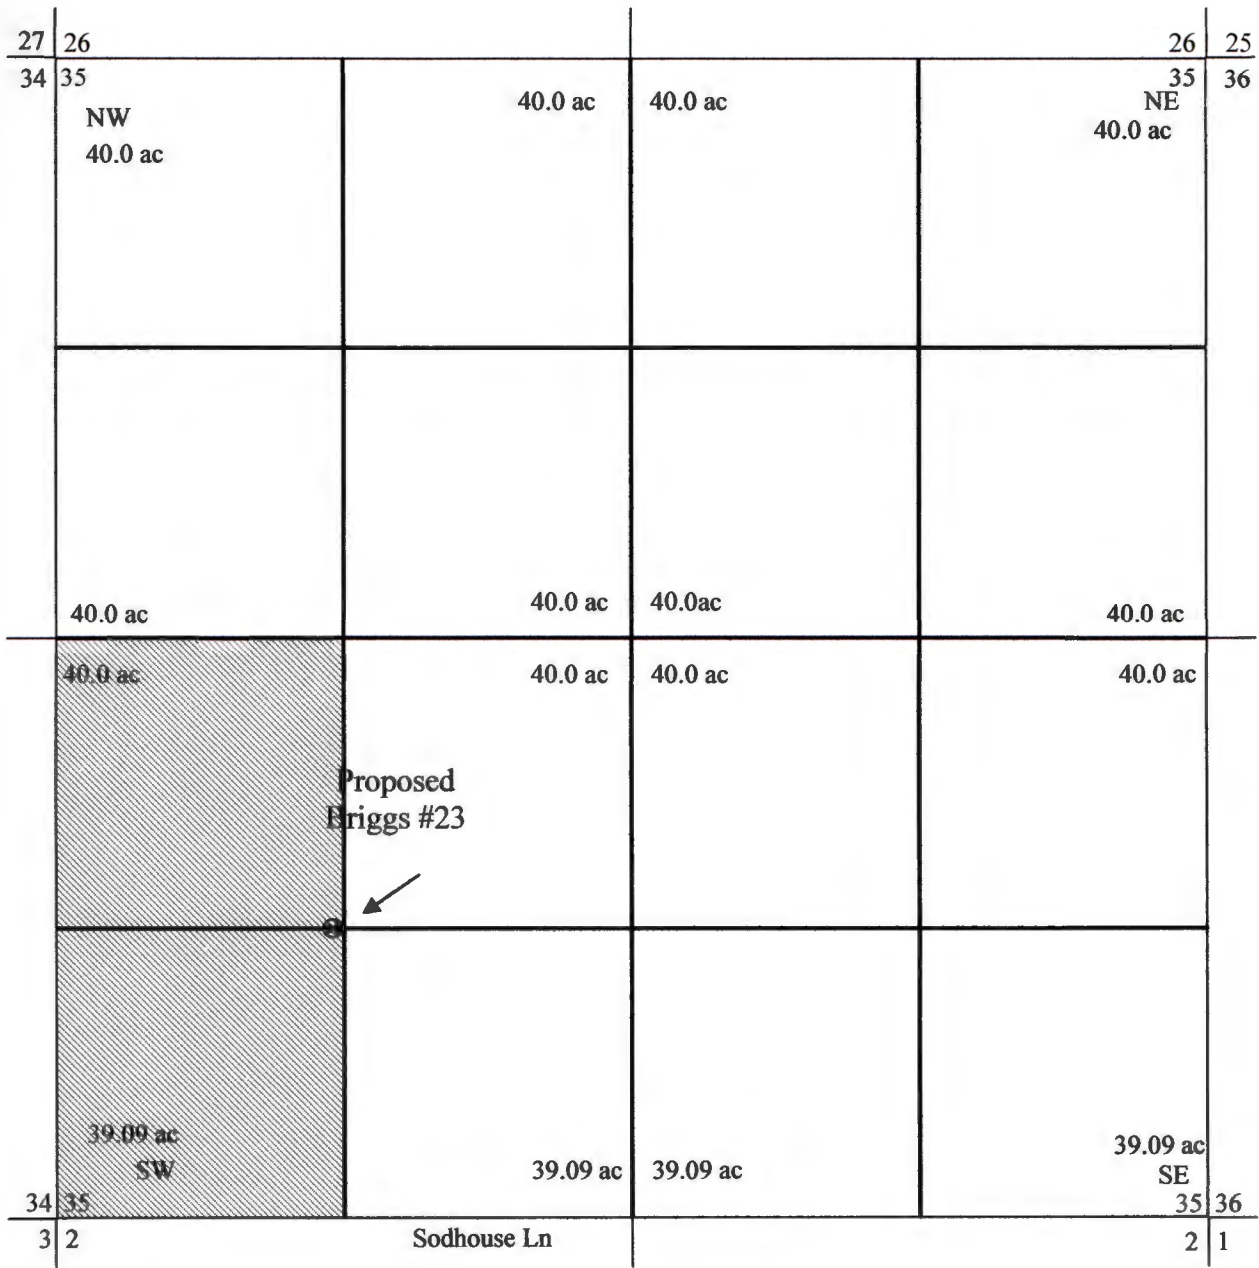 27 26 26 25
34 35 35 36
NW 40.0 ac 40.0 ac NE
40.0 ac 40.0 ac
40.0 ac 40.0 ac 40.0ac 40.0 ac
40.0 ac 40.0 ac 40.0 ac 40.0 ac
Proposed
Briggs #23
39.09 ac 39.09 ac 39.09 ac 39.09 ac
SW SE
34 35 35 36
3 2 Sodhouse Ln 2 1